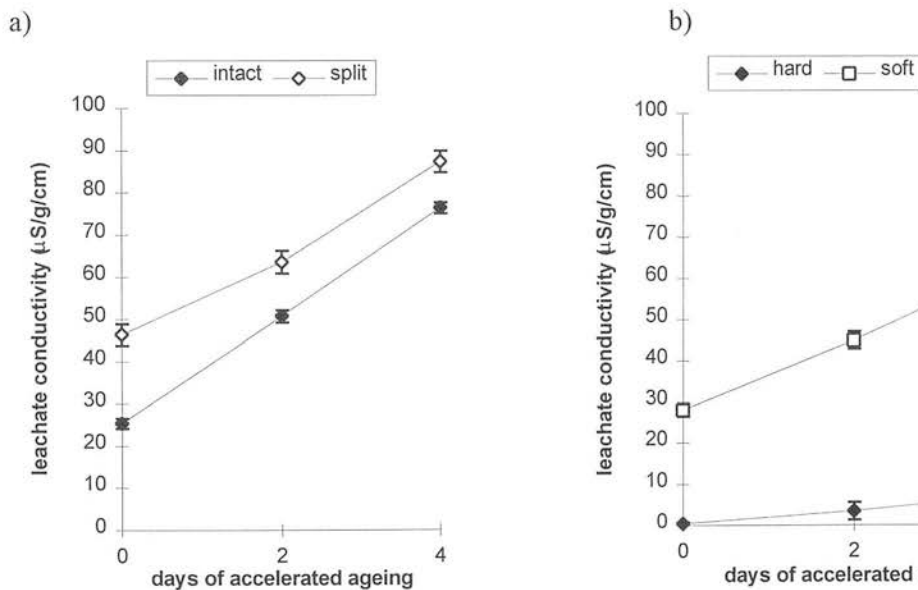 a)
intact split
100
90
80
70
60
50
40
30
20
10
0
leachate conductivity (µS/g/cm)
0 2 4
days of accelerated ageing
b)
hard soft
100
90
80
70
60
50
40
30
20
10
0
leachate conductivity (µS/g/cm)
0 2
days of accelerated